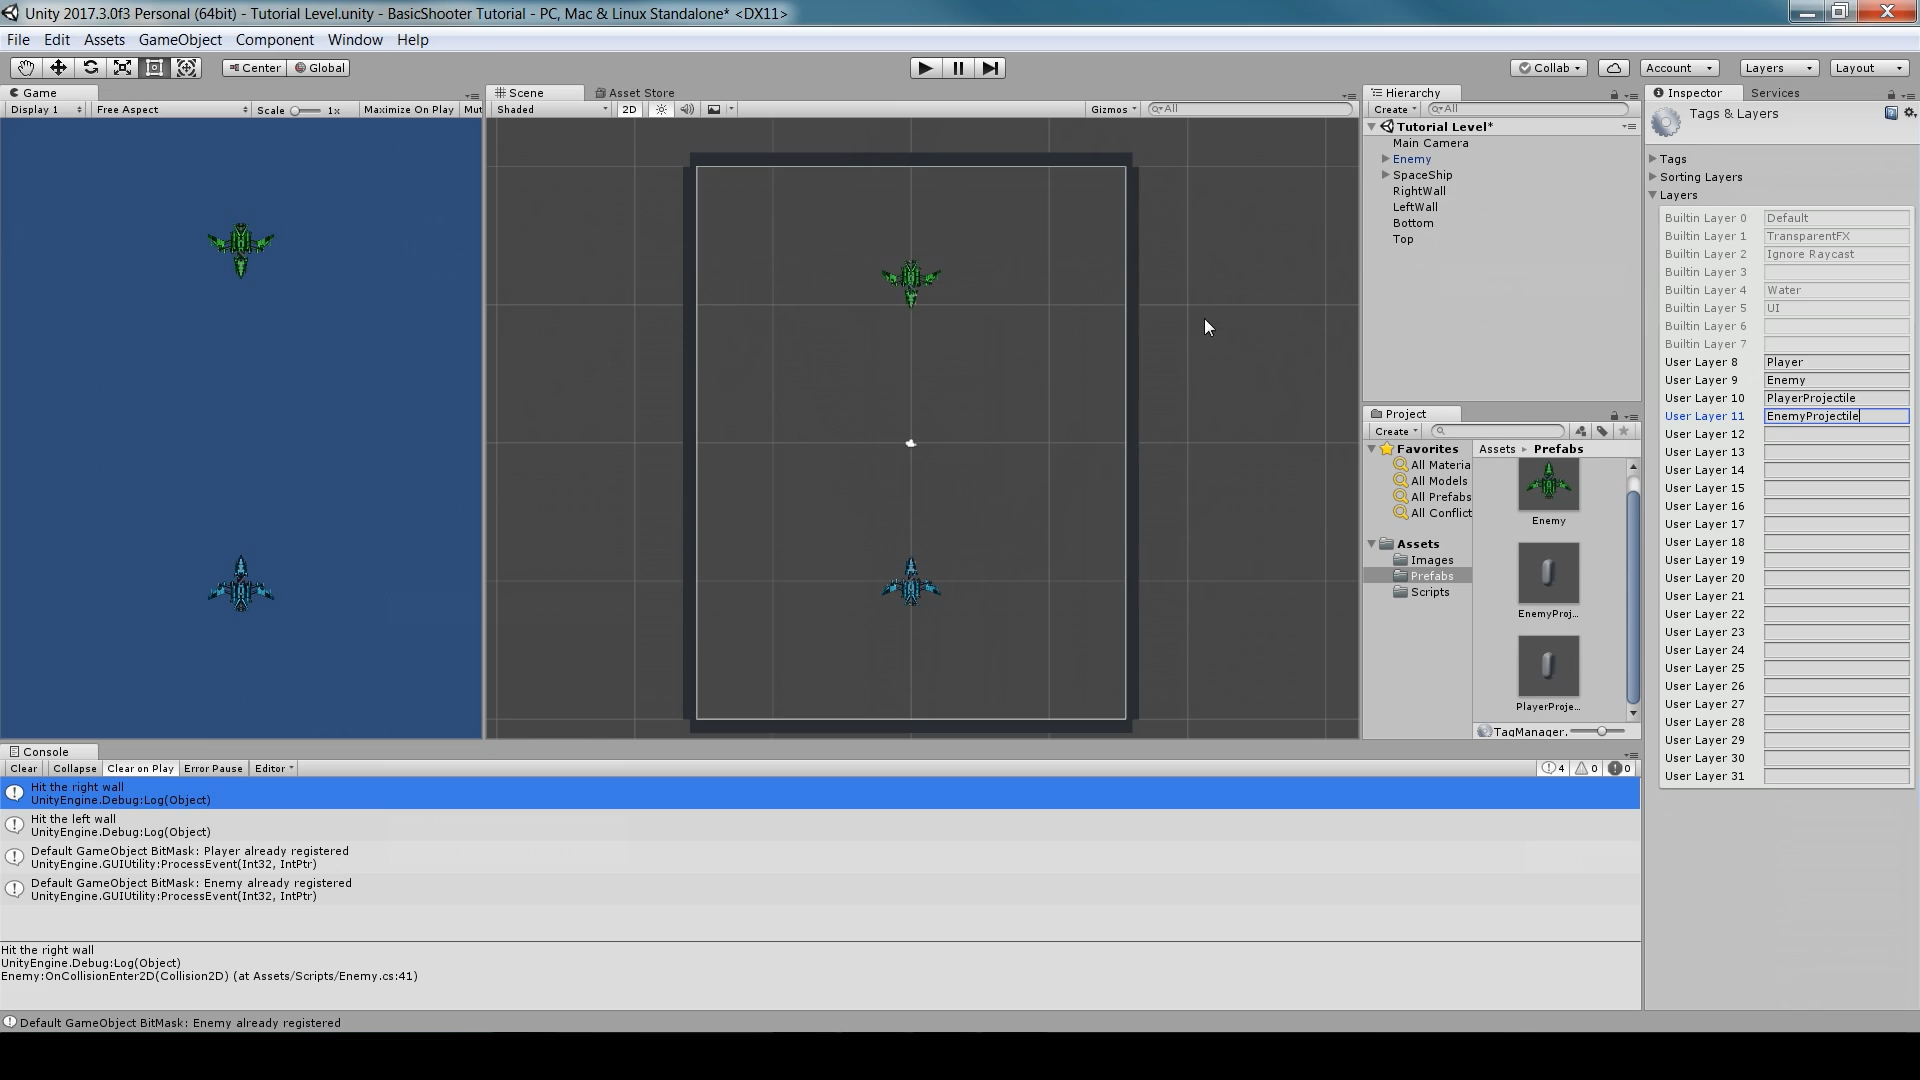 Unity 2017.3.0f3 Personal (64bit) - Tutorial Level.unity - BasicShooter Tutorial - PC, Mac & Linux Standalone* <DX11>
File Edit Assets GameObject Component Window Help
Center Global Collab Account Layers Layout
Game
Display 1 Free Aspect Scale 1x Maximize On Play Mut
Scene Asset Store
Shaded 2D Gizmos All
Hierarchy
Create All
Tutorial Level*
Main Camera
Enemy
SpaceShip
RightWall
LeftWall
Bottom
Top
Project
Create
Favorites
All Materia
All Models
All Prefabs
All Conflict
Assets
Images
Prefabs
Scripts
Assets Prefabs
Enemy
EnemyProj...
PlayerProje...
TagManager.
Inspector Services
Tags & Layers
Tags
Sorting Layers
Layers
Builtin Layer 0 Default
Builtin Layer 1 TransparentFX
Builtin Layer 2 Ignore Raycast
Builtin Layer 3
Builtin Layer 4 Water
Builtin Layer 5 UI
Builtin Layer 6
Builtin Layer 7
User Layer 8 Player
User Layer 9 Enemy
User Layer 10 PlayerProjectile
User Layer 11 EnemyProjectile
User Layer 12
User Layer 13
User Layer 14
User Layer 15
User Layer 16
User Layer 17
User Layer 18
User Layer 19
User Layer 20
User Layer 21
User Layer 22
User Layer 23
User Layer 24
User Layer 25
User Layer 26
User Layer 27
User Layer 28
User Layer 29
User Layer 30
User Layer 31
Console
Clear Collapse Clear on Play Error Pause Editor 4 0 0
Hit the right wall
UnityEngine.Debug:Log(Object)
Hit the left wall
UnityEngine.Debug:Log(Object)
Default GameObject BitMask: Player already registered
UnityEngine.GUIUtility:ProcessEvent(Int32, IntPtr)
Default GameObject BitMask: Enemy already registered
UnityEngine.GUIUtility:ProcessEvent(Int32, IntPtr)
Hit the right wall
UnityEngine.Debug:Log(Object)
Enemy:OnCollisionEnter2D(Collision2D) (at Assets/Scripts/Enemy.cs:41)
Default GameObject BitMask: Enemy already registered